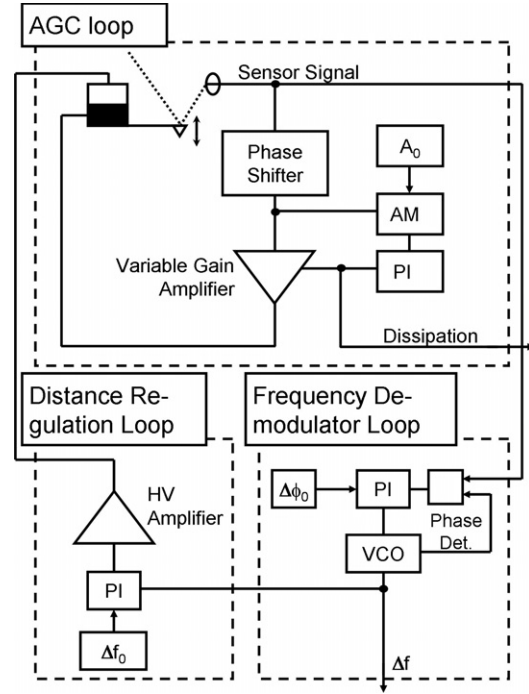 AGC loop
Sensor Signal
Phase
Shifter
A₀
AM
PI
Variable Gain
Amplifier
Dissipation
Distance Re-
gulation Loop
Frequency De-
modulator Loop
HV
Amplifier
Δϕ₀
PI
Phase
Det.
VCO
PI
Δf₀
Δf